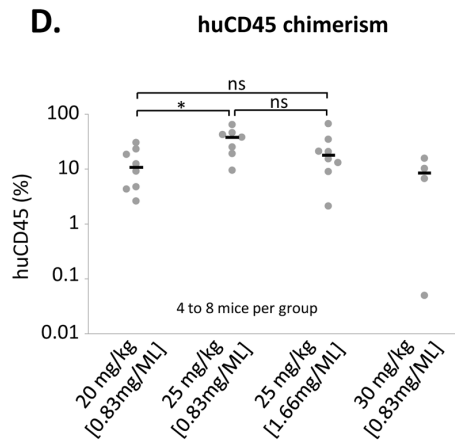 D.
huCD45 chimerism
ns
*
ns
huCD45 (%)
100
10
1
0.1
0.01
4 to 8 mice per group
20 mg/kg
[0.83mg/ML]
25 mg/kg
[0.83mg/ML]
25 mg/kg
[1.66mg/ML]
30 mg/kg
[0.83mg/ML]